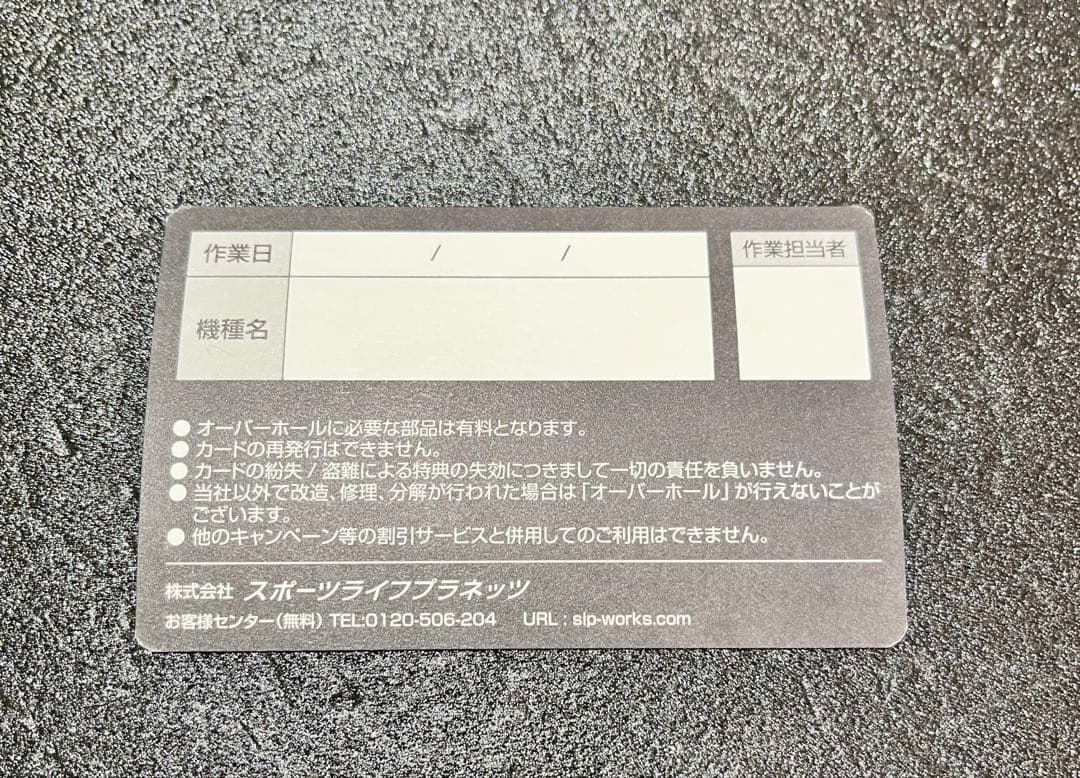 作業日 / /
作業担当者
機種名
● オーバーホールに必要な部品は有料となります。
● カードの再発行はできません。
● カードの紛失 / 盗難による特典の失効につきまして一切の責任を負いません。
● 当社以外で改造、修理、分解が行われた場合は「オーバーホール」が行えないことが
ございます。
● 他のキャンペーン等の割引サービスと併用してのご利用はできません。
株式会社 スポーツライフプラネッツ
お客様センター(無料) TEL:0120-506-204 URL : slp-works.com